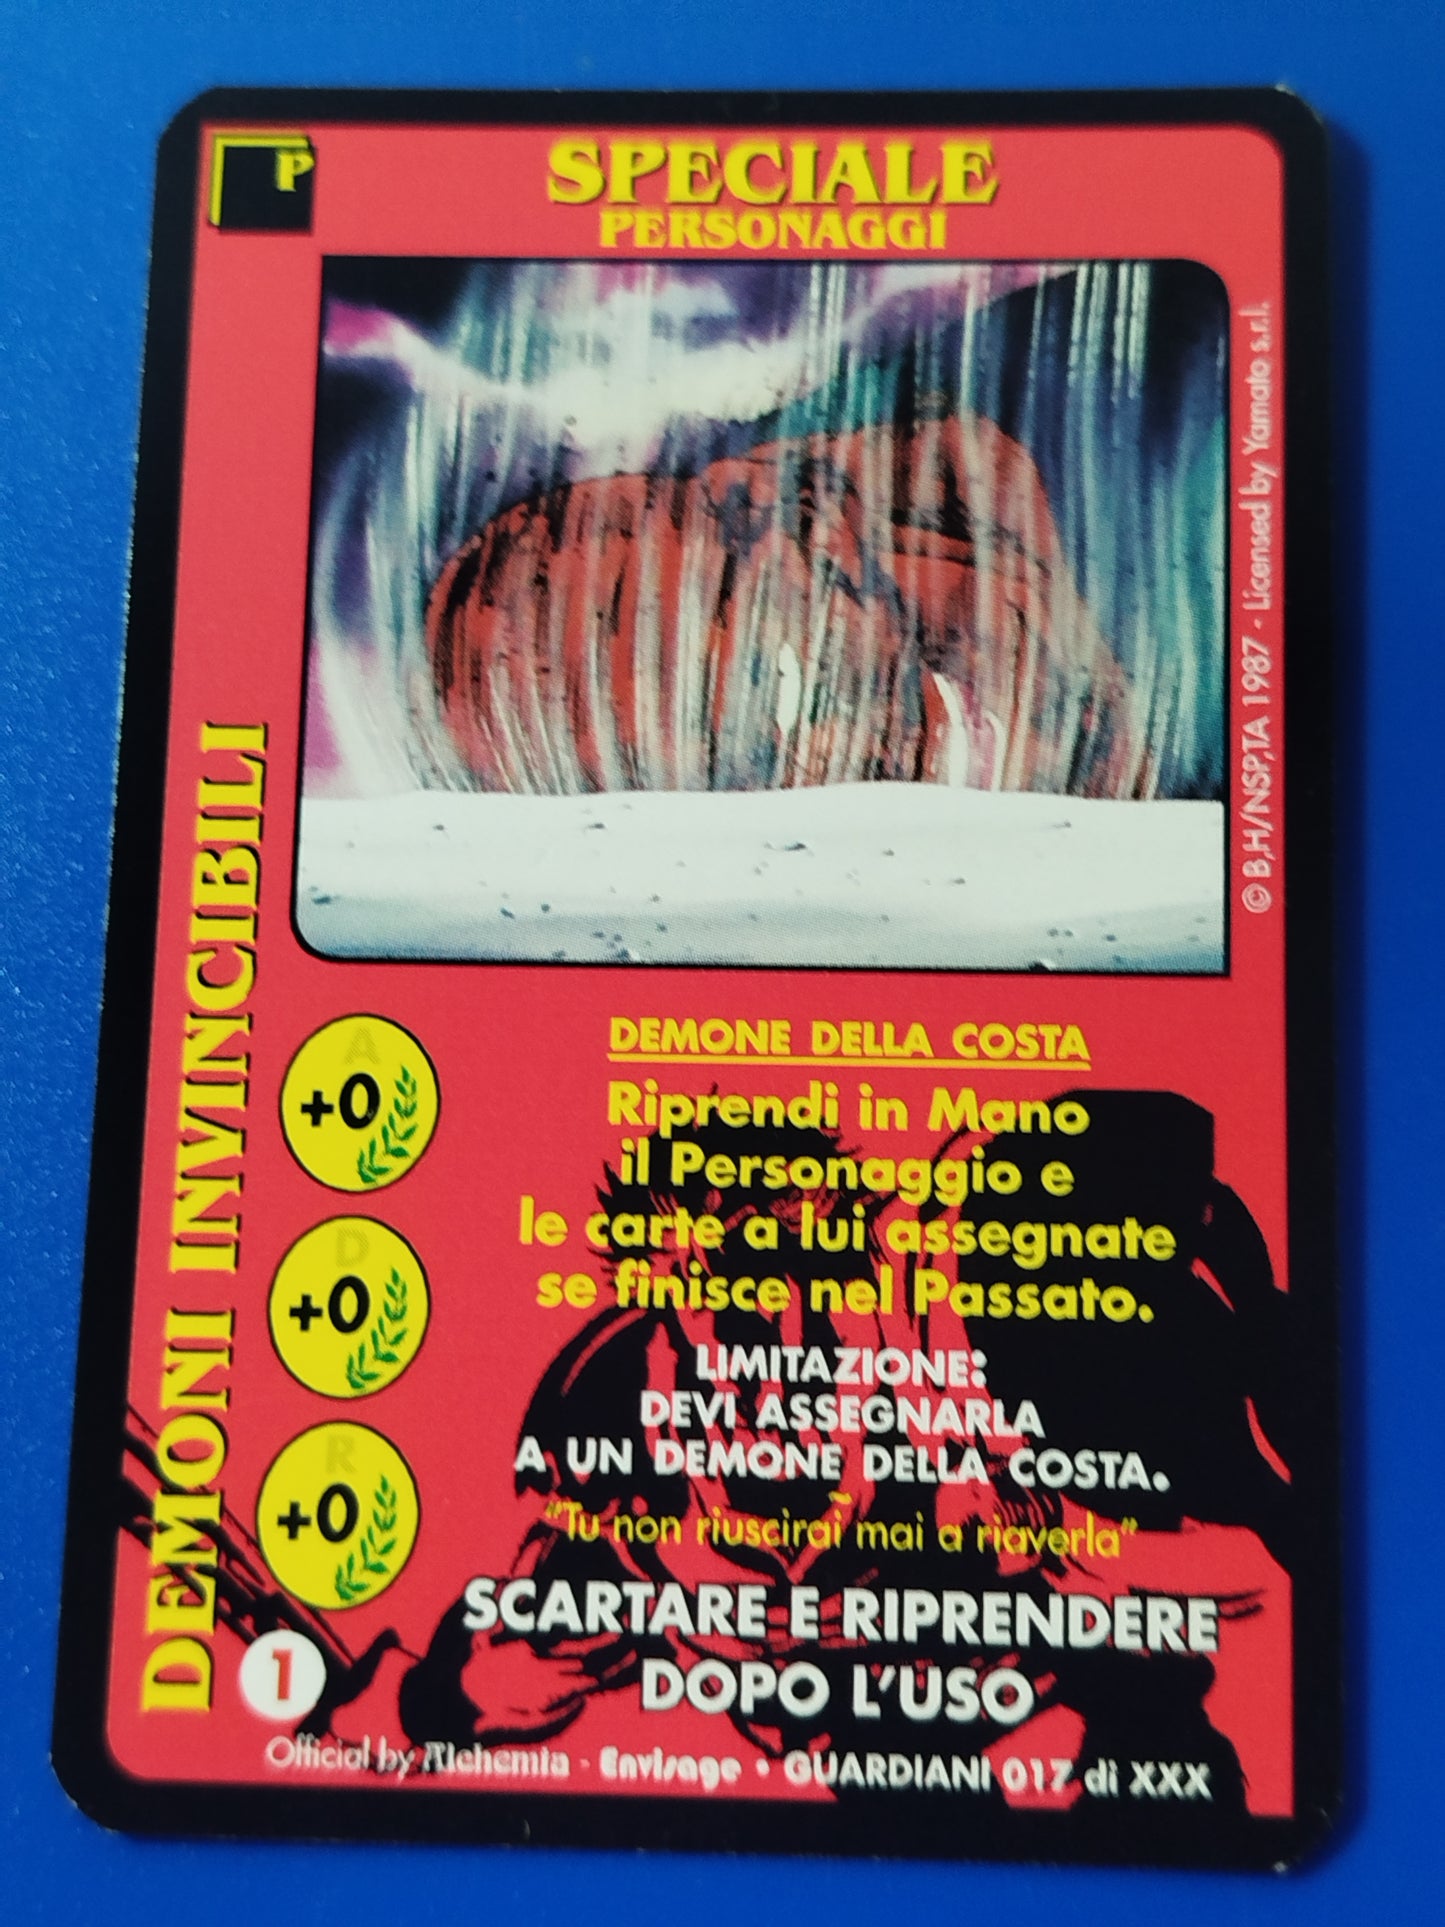 P
SPECIALE
PERSONAGGI
© B,H/NSP,TA 1987 - Licensed by Yamato s.r.l.
DEMONI INVINCIBILI
A
+0
D
+0
R
+0
1
DEMONE DELLA COSTA
Riprendi in Mano
il Personaggio e
le carte a lui assegnate
se finisce nel Passato.
LIMITAZIONE:
DEVI ASSEGNARLA
A UN DEMONE DELLA COSTA.
"Tu non riuscirai mai a riaverla"
SCARTARE E RIPRENDERE
DOPO L'USO
Official by Alchemia - Envisage • GUARDIANI 017 di XXX